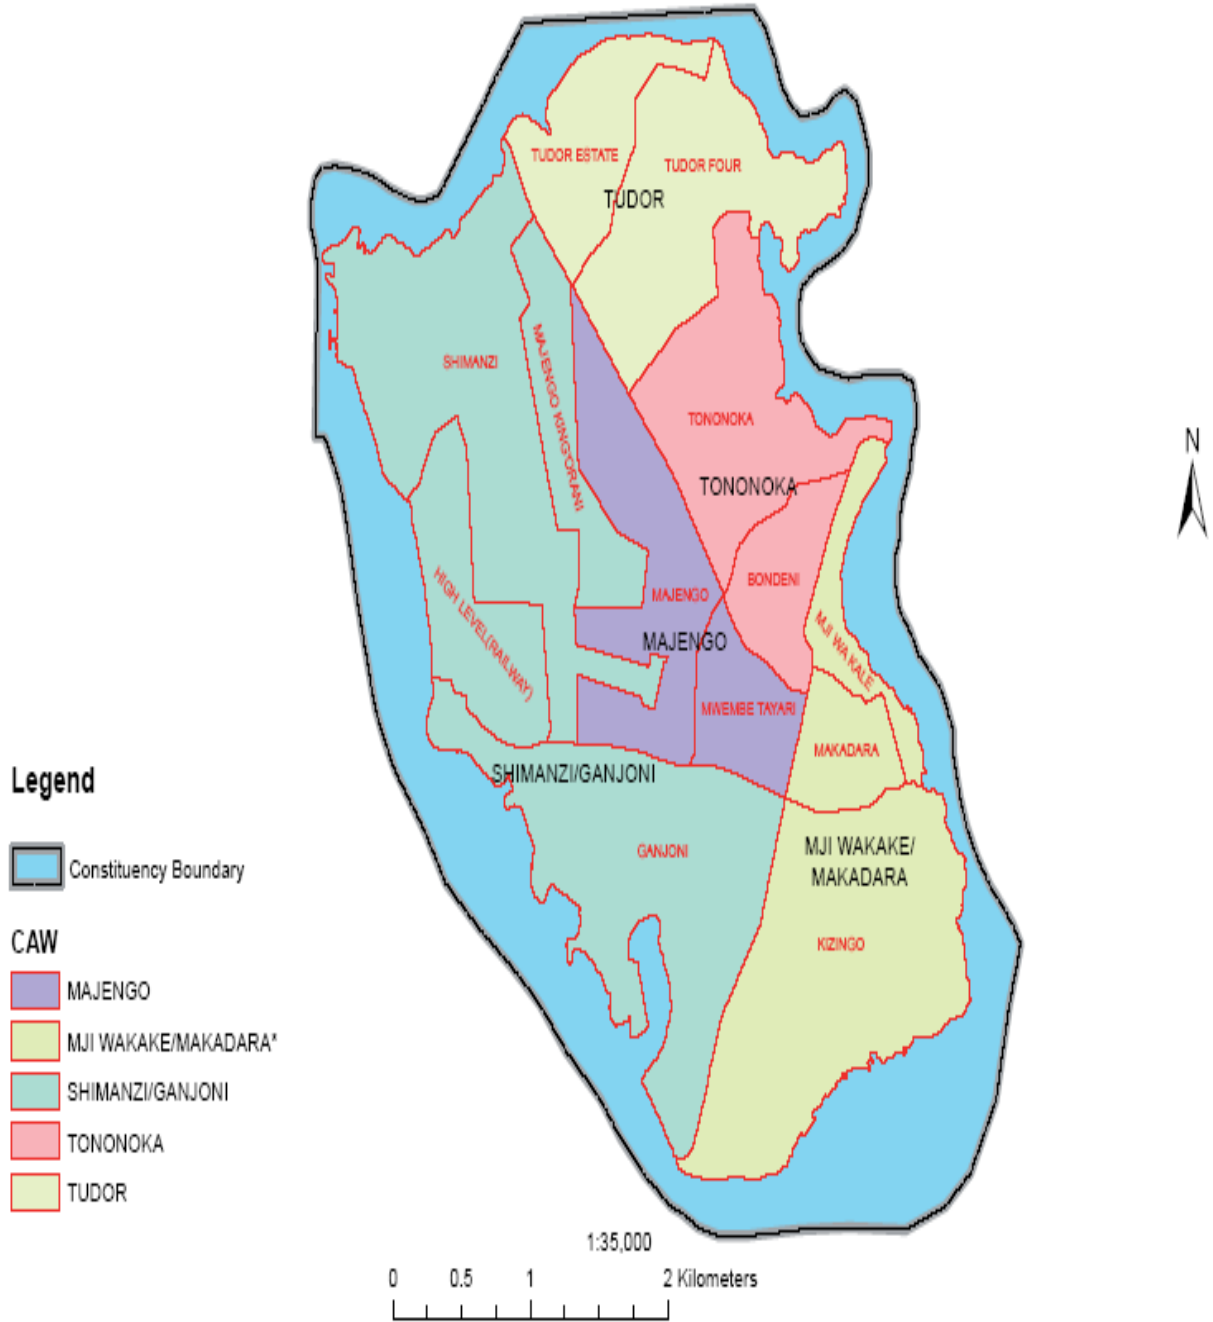 TUDOR ESTATE
TUDOR FOUR
TUDOR
SHIMANZI
MAJENGO KING'ORANI
TONONOKA
TONONOKA
BONDENI
HIGH LEVEL(RAILWAY)
MAJENGO
MAJENGO
MJI WA KALE
MWEMBE TAYARI
MAKADARA
SHIMANZI/GANJONI
GANJONI
MJI WAKAKE/
MAKADARA
KIZINGO
N
Legend
Constituency Boundary
CAW
MAJENGO
MJI WAKAKE/MAKADARA*
SHIMANZI/GANJONI
TONONOKA
TUDOR
1:35,000
0 0.5 1 2 Kilometers